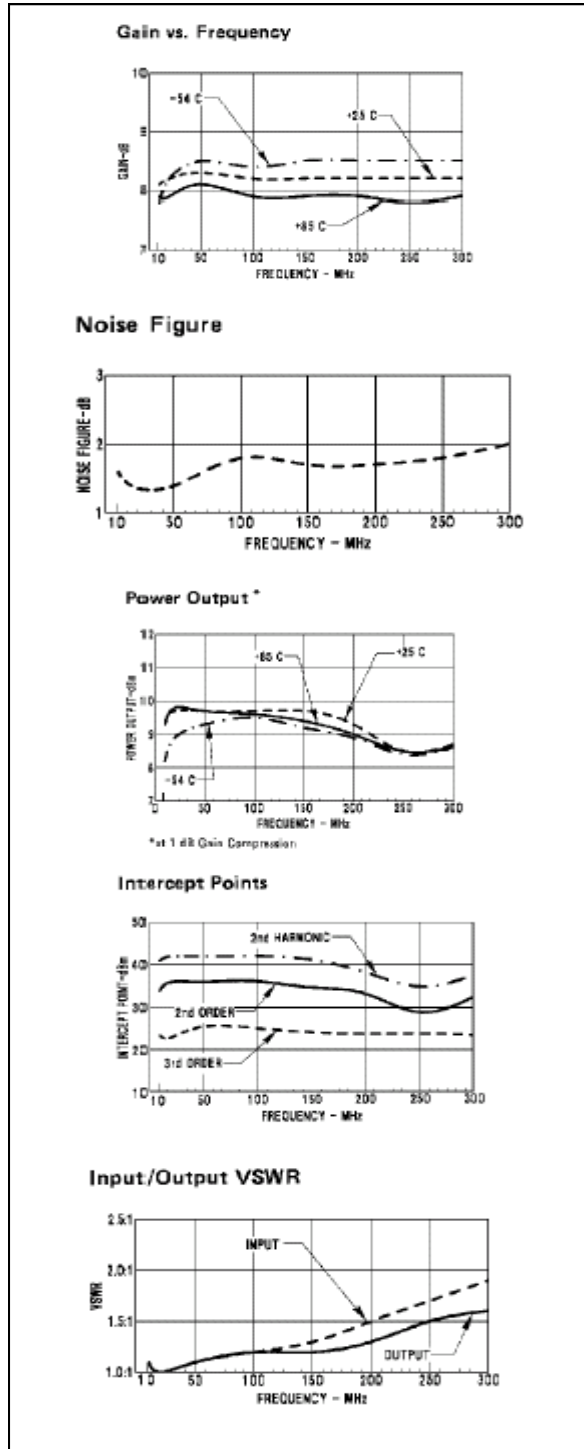 Gain vs. Frequency
10
9
8
7
GAIN-dB
-54 C
+25 C
+85 C
10 50 100 150 200 250 300
FREQUENCY - MHz
Noise Figure
3
2
1
NOISE FIGURE-dB
10 50 100 150 200 250 300
FREQUENCY - MHz
Power Output*
12
11
10
9
8
7
POWER OUTPUT-dBm
+85 C
+25 C
-54 C
0 50 100 150 200 250 300
FREQUENCY - MHz
*at 1 dB Gain Compression
Intercept Points
50
40
30
20
10
INTERCEPT POINT-dBm
2nd HARMONIC
2nd ORDER
3rd ORDER
10 50 100 150 200 250 300
FREQUENCY - MHz
Input/Output VSWR
2.5:1
2.0:1
1.5:1
1.0:1
VSWR
INPUT
OUTPUT
10 50 100 150 200 250 300
FREQUENCY - MHz